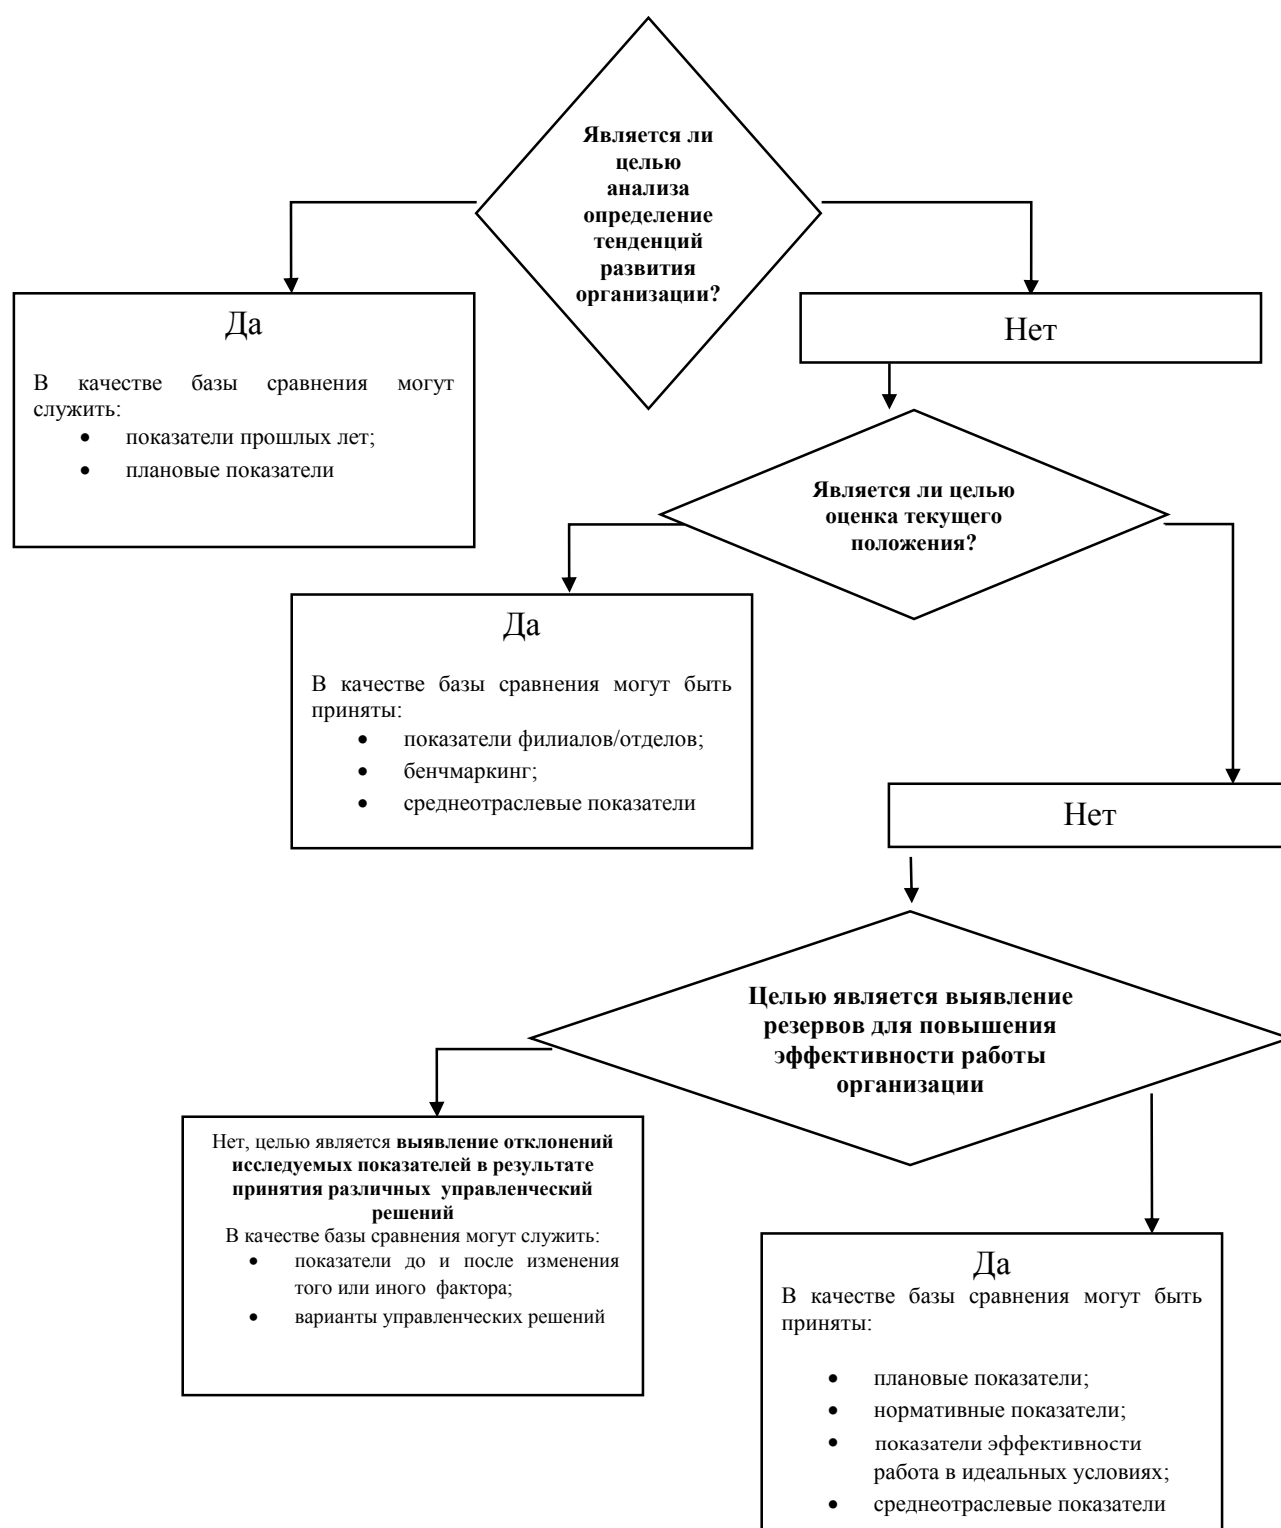 Является ли
целью
анализа
определение
тенденций
развития
организации?
Да
В качестве базы сравнения могут
служить:
• показатели прошлых лет;
• плановые показатели
Нет
Является ли целью
оценка текущего
положения?
Да
В качестве базы сравнения могут быть
приняты:
• показатели филиалов/отделов;
• бенчмаркинг;
• среднеотраслевые показатели
Нет
Целью является выявление
резервов для повышения
эффективности работы
организации
Нет, целью является выявление отклонений
исследуемых показателей в результате
принятия различных управленческий
решений
В качестве базы сравнения могут служить:
• показатели до и после изменения
того или иного фактора;
• варианты управленческих решений
Да
В качестве базы сравнения могут быть
приняты:
• плановые показатели;
• нормативные показатели;
• показатели эффективности
работа в идеальных условиях;
• среднеотраслевые показатели